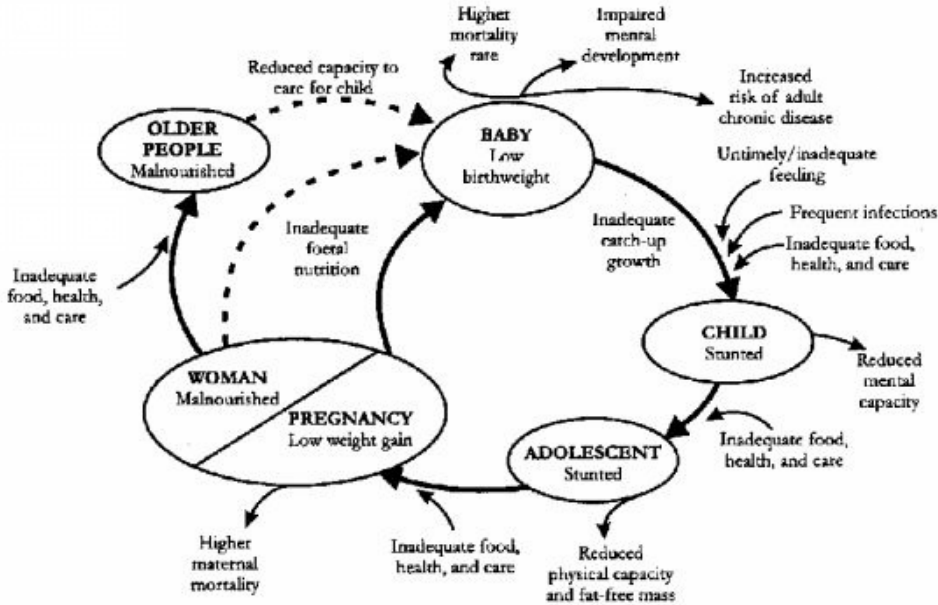 Higher
mortality
rate
Impaired
mental
development
Reduced capacity to
care for child
Increased
risk of adult
chronic disease
OLDER
PEOPLE
Malnourished
BABY
Low
birthweight
Untimely/inadequate
feeding
Frequent infections
Inadequate food,
health, and care
Inadequate
catch-up
growth
Inadequate
foetal
nutrition
Inadequate
food, health,
and care
CHILD
Stunted
Reduced
mental
capacity
WOMAN
Malnourished
PREGNANCY
Low weight gain
Inadequate food,
health, and care
ADOLESCENT
Stunted
Higher
maternal
mortality
Inadequate food,
health, and care
Reduced
physical capacity
and fat-free mass